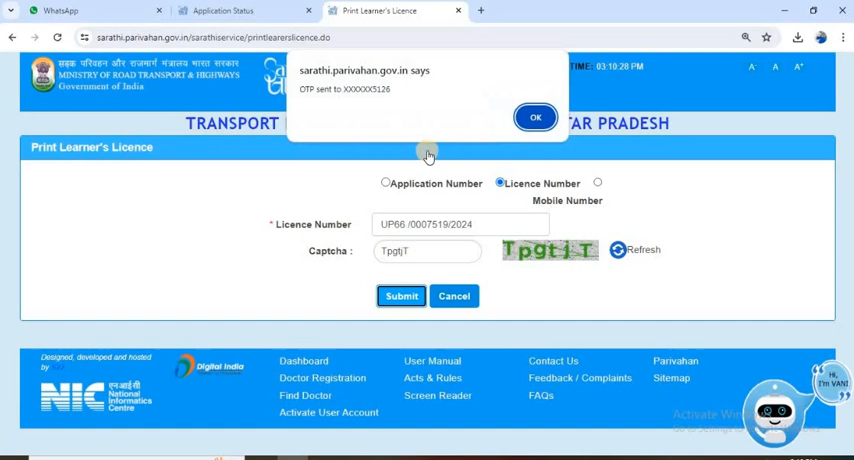 WhatsApp
Application Status
Print Learner's Licence
sarathi.parivahan.gov.in/sarathiservice/printlearerslicence.do
sarathi.parivahan.gov.in says
OTP sent to XXXXXX5126
OK
सड़क परिवहन और राजमार्ग मंत्रालय भारत सरकार
MINISTRY OF ROAD TRANSPORT & HIGHWAYS
Government of India
TIME: 03:10:28 PM
A- A A+
TRANSPORT
TAR PRADESH
Print Learner's Licence
Application Number
Licence Number
Mobile Number
* Licence Number
UP66 /0007519/2024
Captcha :
TpgtjT
TpgtjT
Refresh
Submit
Cancel
Designed, developed and hosted
by
Digital India
NIC
एन आई सी
National
Informatics
Centre
Dashboard
Doctor Registration
Find Doctor
Activate User Account
User Manual
Acts & Rules
Screen Reader
Contact Us
Feedback / Complaints
FAQs
Parivahan
Sitemap
Hi,
I'm VANI